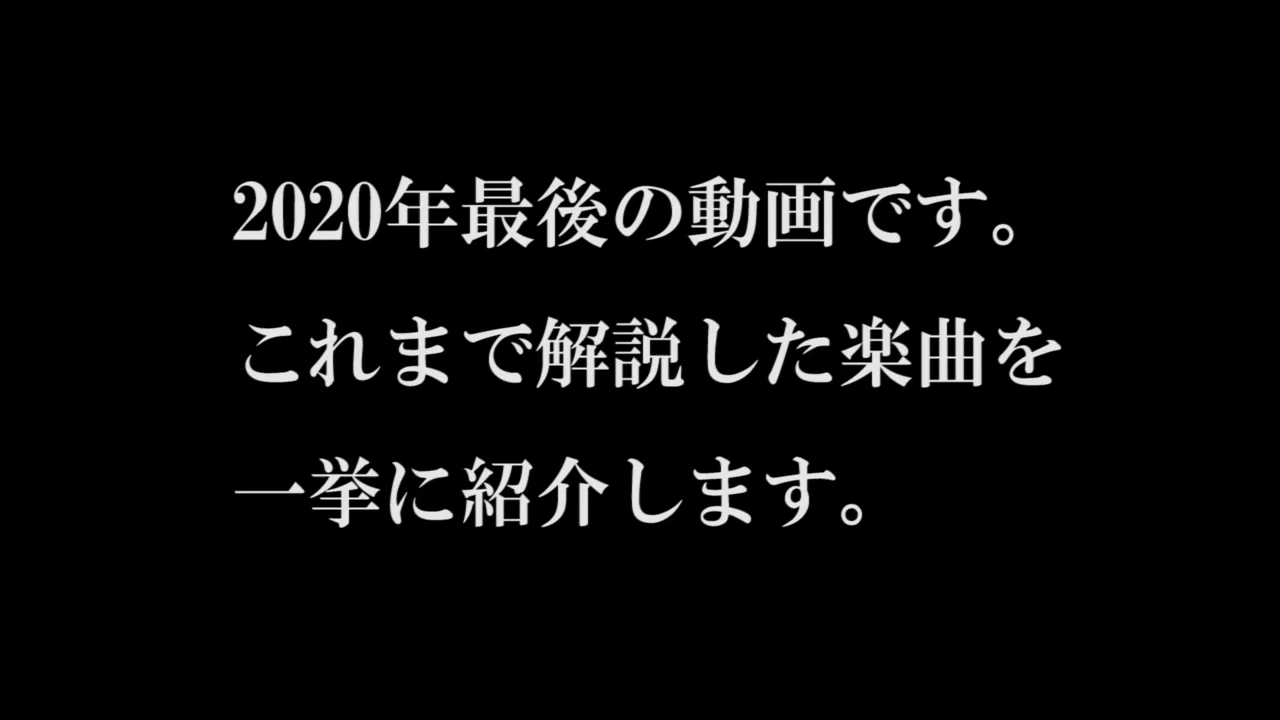 2020年最後の動画です。
これまで解説した楽曲を
一挙に紹介します。